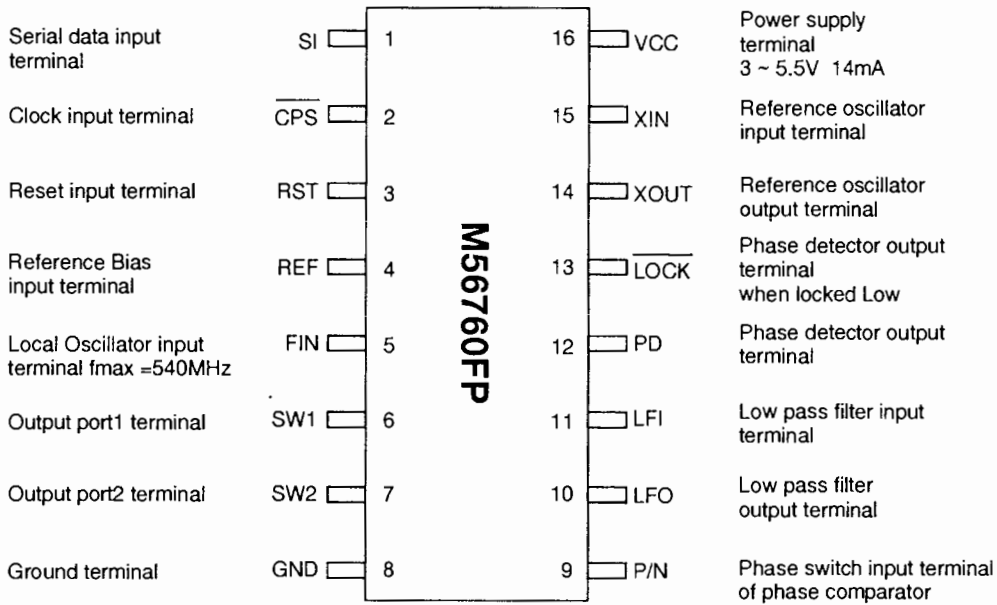 Serial data input
terminal
SI 1
16 VCC
Power supply
terminal
3 ~ 5.5V 14mA
Clock input terminal
CPS 2
15 XIN
Reference oscillator
input terminal
Reset input terminal
RST 3
14 XOUT
Reference oscillator
output terminal
Reference Bias
input terminal
REF 4
13 LOCK
Phase detector output
terminal
when locked Low
Local Oscillator input
terminal fmax =540MHz
FIN 5
12 PD
Phase detector output
terminal
Output port1 terminal
SW1 6
11 LFI
Low pass filter input
terminal
Output port2 terminal
SW2 7
10 LFO
Low pass filter
output terminal
Ground terminal
GND 8
9 P/N
Phase switch input terminal
of phase comparator
M56760FP